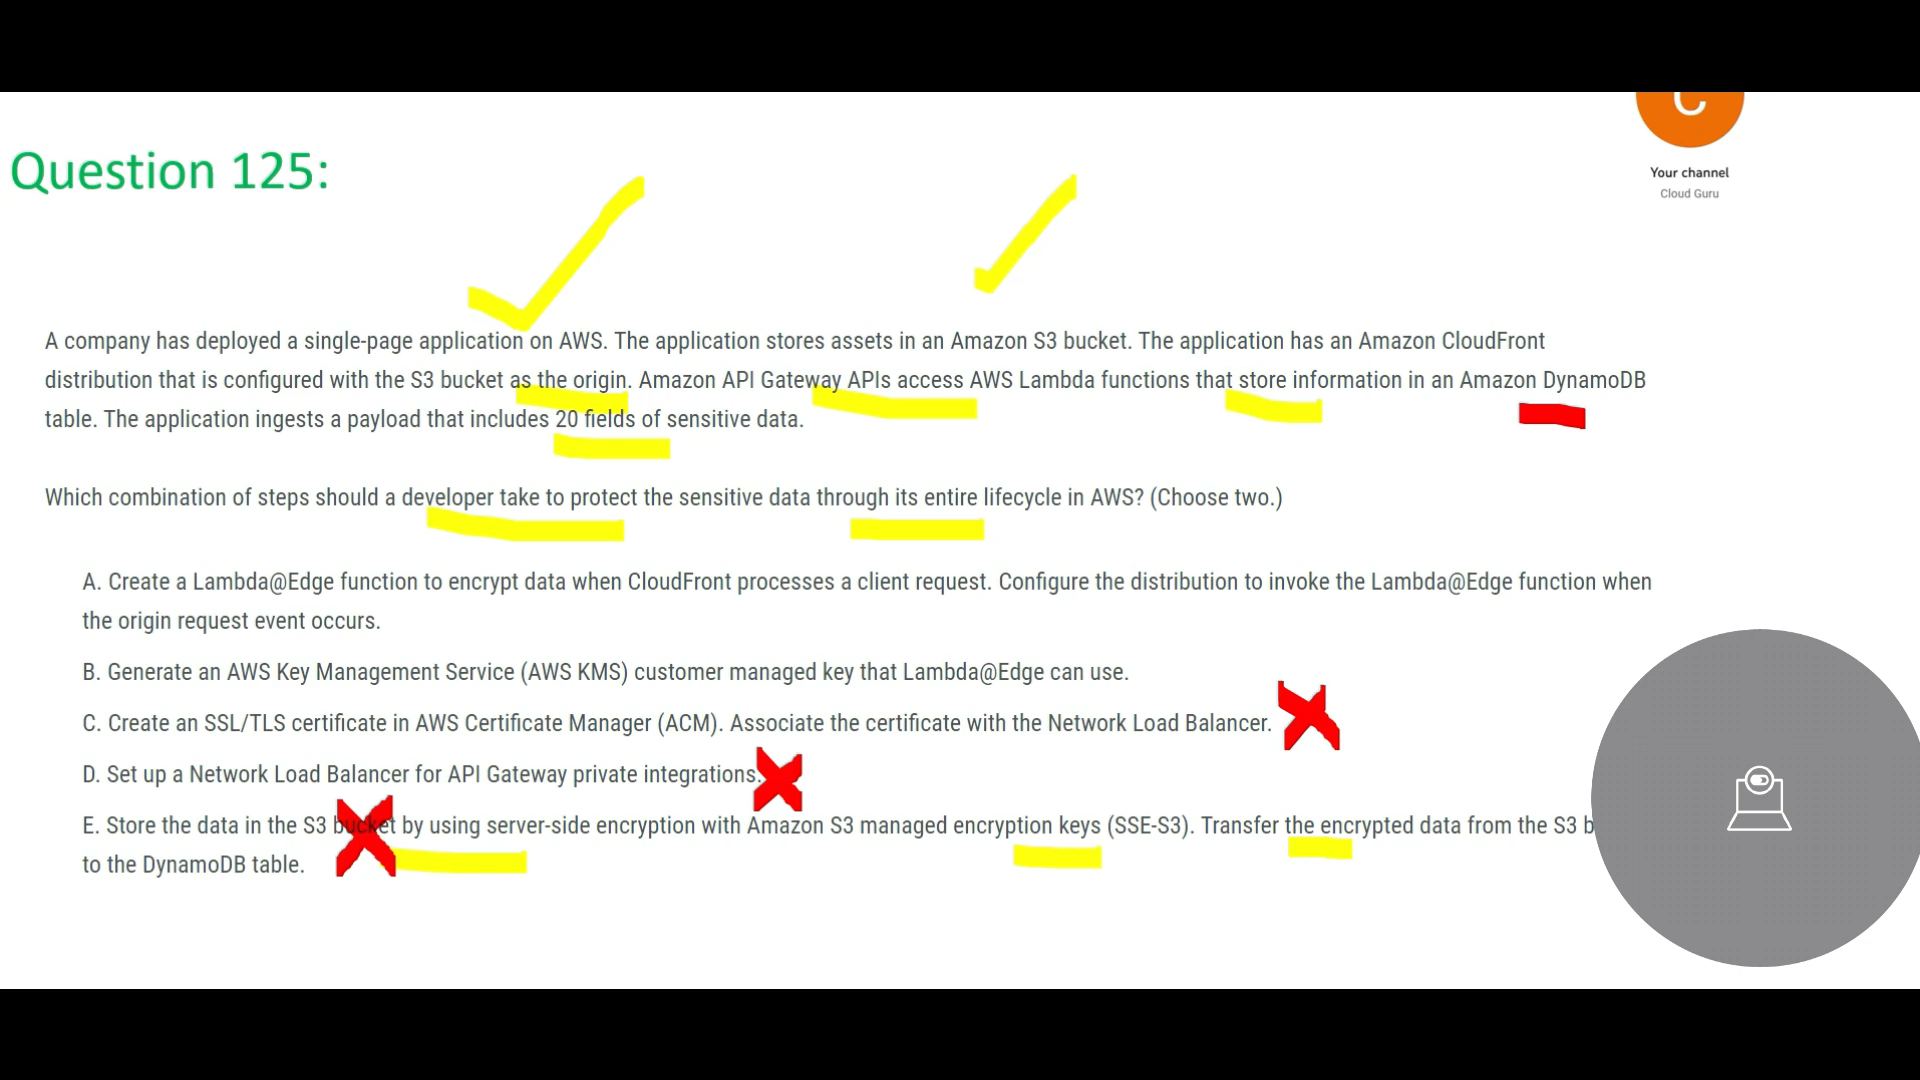 C
Your channel
Cloud Guru
Question 125:
A company has deployed a single-page application on AWS. The application stores assets in an Amazon S3 bucket. The application has an Amazon CloudFront
distribution that is configured with the S3 bucket as the origin. Amazon API Gateway APIs access AWS Lambda functions that store information in an Amazon DynamoDB
table. The application ingests a payload that includes 20 fields of sensitive data.
Which combination of steps should a developer take to protect the sensitive data through its entire lifecycle in AWS? (Choose two.)
A. Create a Lambda@Edge function to encrypt data when CloudFront processes a client request. Configure the distribution to invoke the Lambda@Edge function when
the origin request event occurs.
B. Generate an AWS Key Management Service (AWS KMS) customer managed key that Lambda@Edge can use.
C. Create an SSL/TLS certificate in AWS Certificate Manager (ACM). Associate the certificate with the Network Load Balancer.
D. Set up a Network Load Balancer for API Gateway private integrations.
E. Store the data in the S3 bucket by using server-side encryption with Amazon S3 managed encryption keys (SSE-S3). Transfer the encrypted data from the S3 b
to the DynamoDB table.